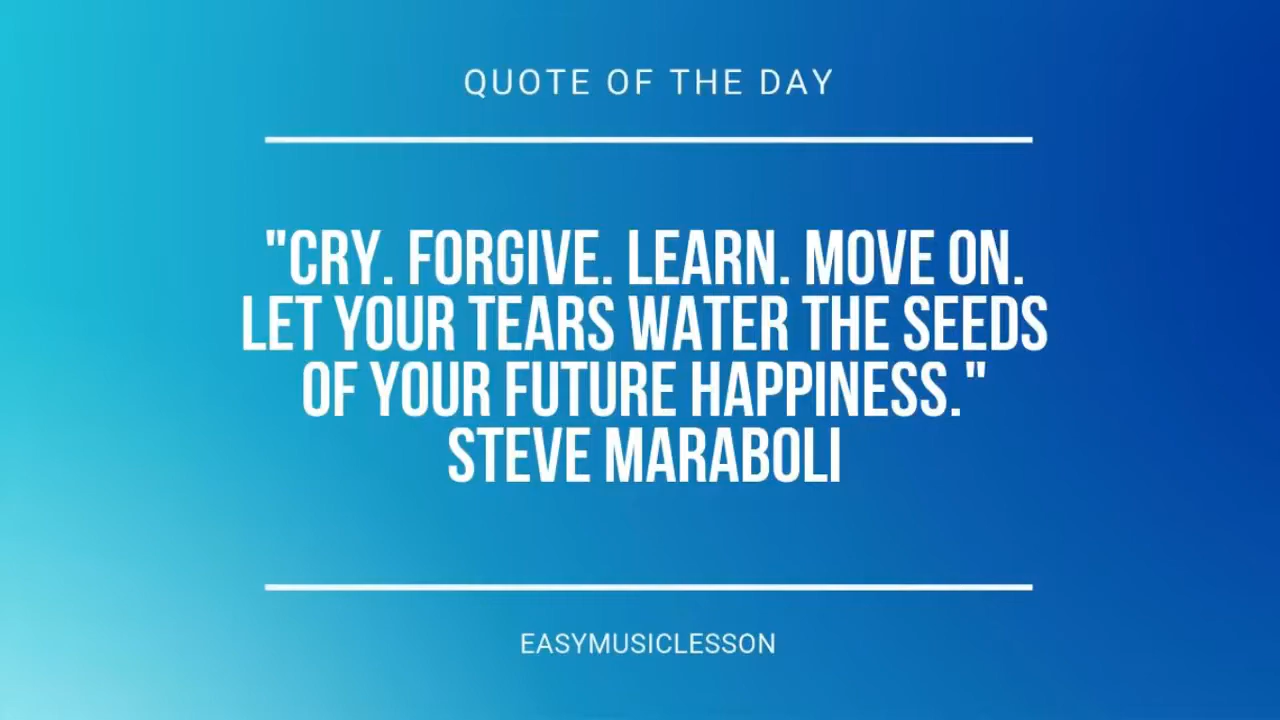 QUOTE OF THE DAY
"CRY. FORGIVE. LEARN. MOVE ON.
LET YOUR TEARS WATER THE SEEDS
OF YOUR FUTURE HAPPINESS."
STEVE MARABOLI
EASYMUSICLESSON